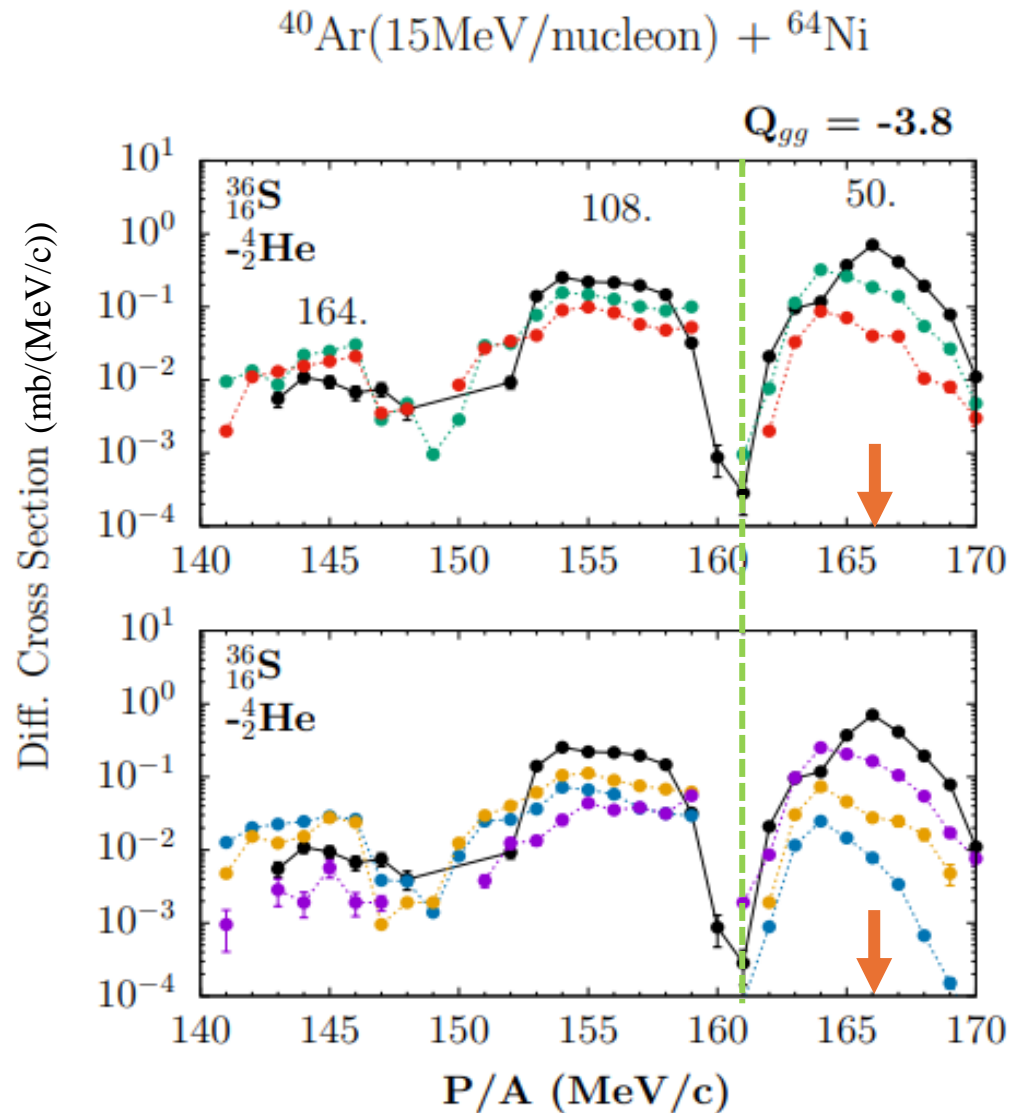 ⁴⁰Ar(15MeV/nucleon) + ⁶⁴Ni
Q_gg = -3.8
Diff. Cross Section (mb/(MeV/c))
10¹
10⁰
10⁻¹
10⁻²
10⁻³
10⁻⁴
³⁶₁₆S
-⁴₂He
164.
108.
50.
140 145 150 155 160 165 170
10¹
10⁰
10⁻¹
10⁻²
10⁻³
10⁻⁴
³⁶₁₆S
-⁴₂He
140 145 150 155 160 165 170
P/A (MeV/c)